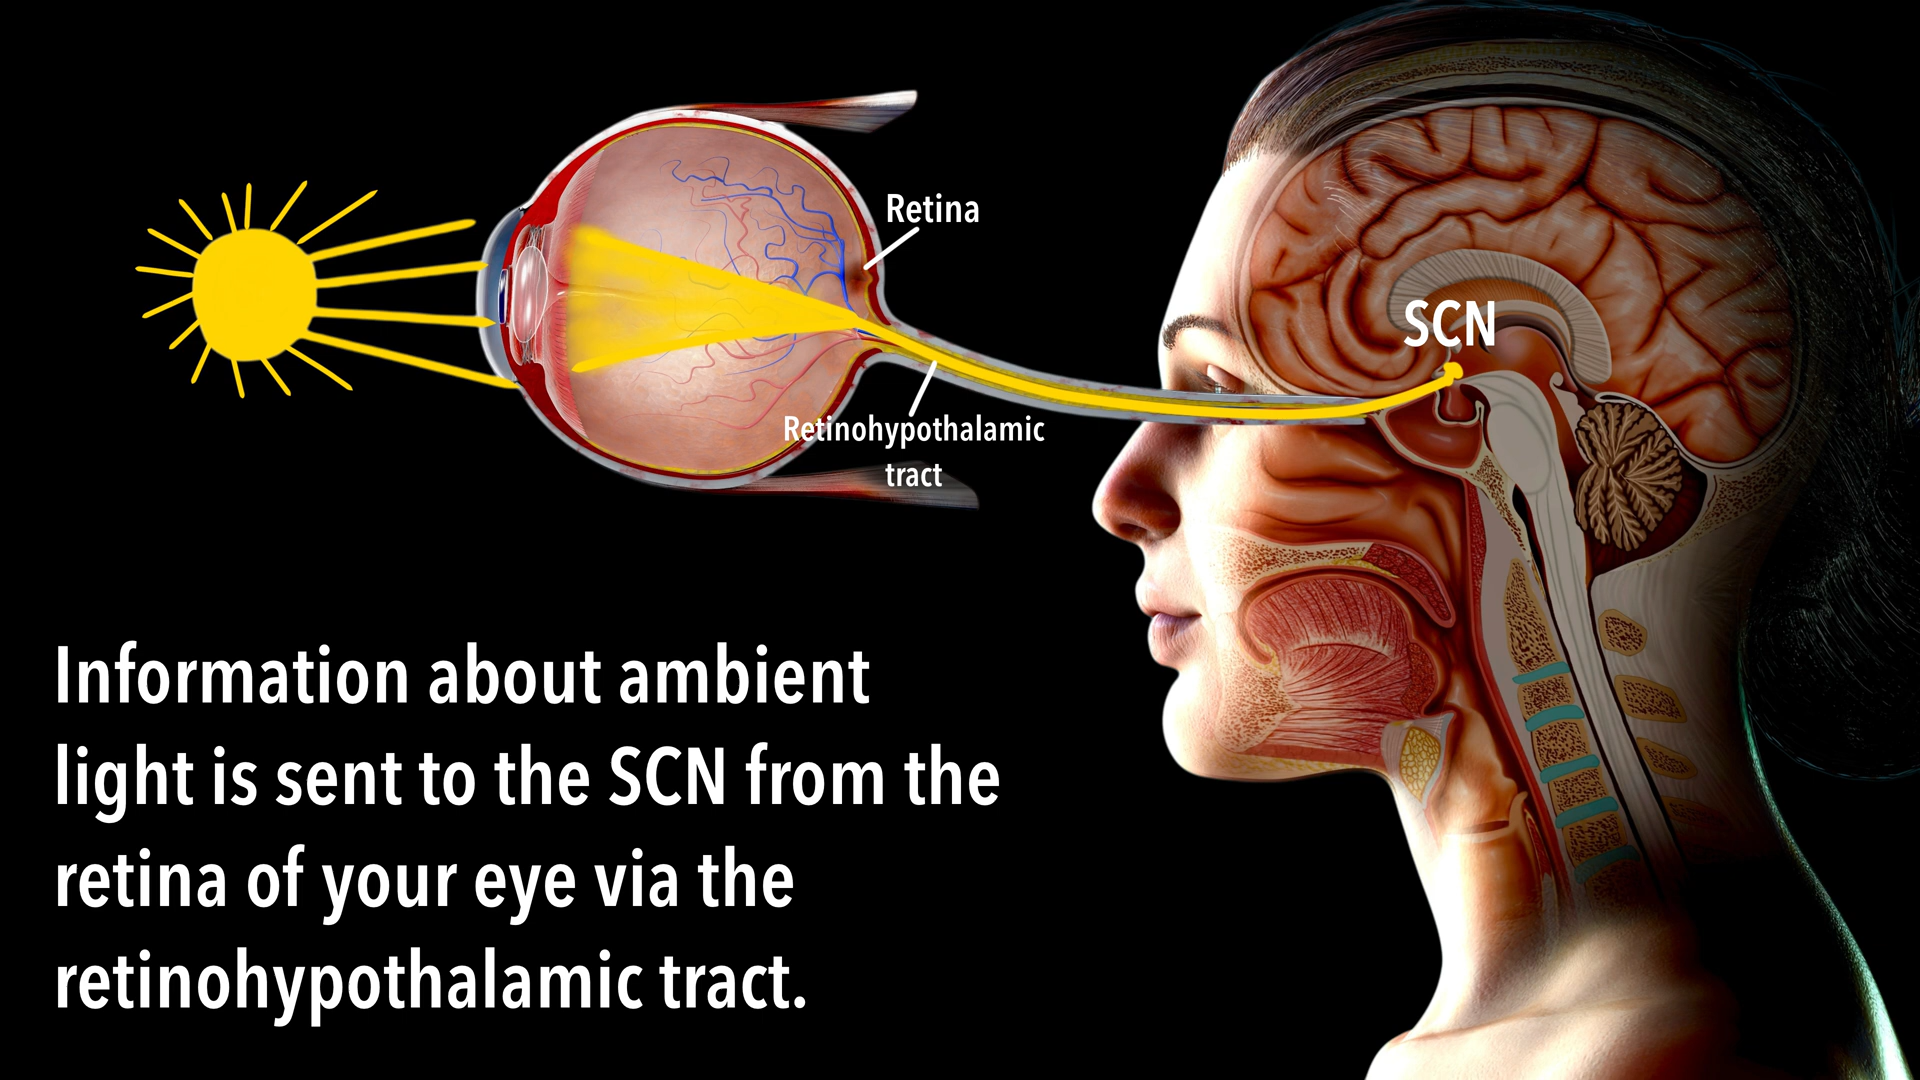 Retina
SCN
Retinohypothalamic
tract
Information about ambient
light is sent to the SCN from the
retina of your eye via the
retinohypothalamic tract.